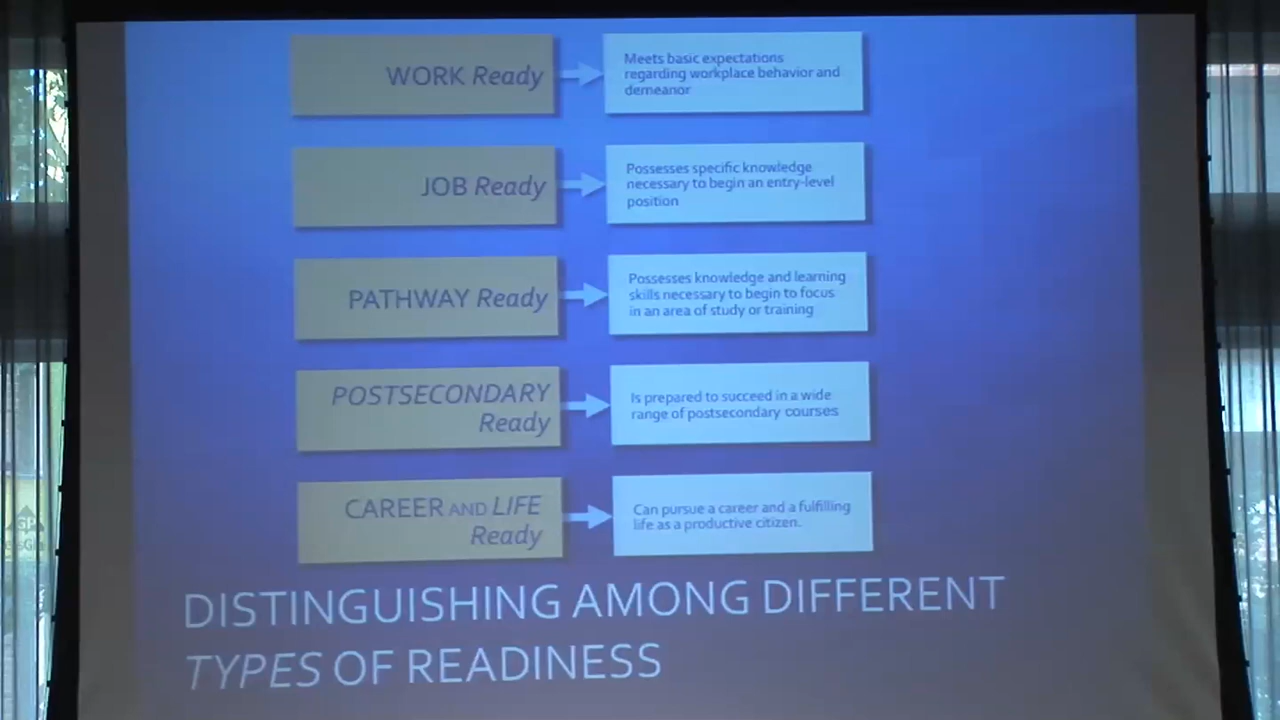 WORK Ready
Meets basic expectations
regarding workplace behavior and
demeanor
JOB Ready
Possesses specific knowledge
necessary to begin an entry-level
position
PATHWAY Ready
Possesses knowledge and learning
skills necessary to begin to focus
in an area of study or training
POSTSECONDARY
Ready
Is prepared to succeed in a wide
range of postsecondary courses
CAREER AND LIFE
Ready
Can pursue a career and a fulfilling
life as a productive citizen.
DISTINGUISHING AMONG DIFFERENT
TYPES OF READINESS